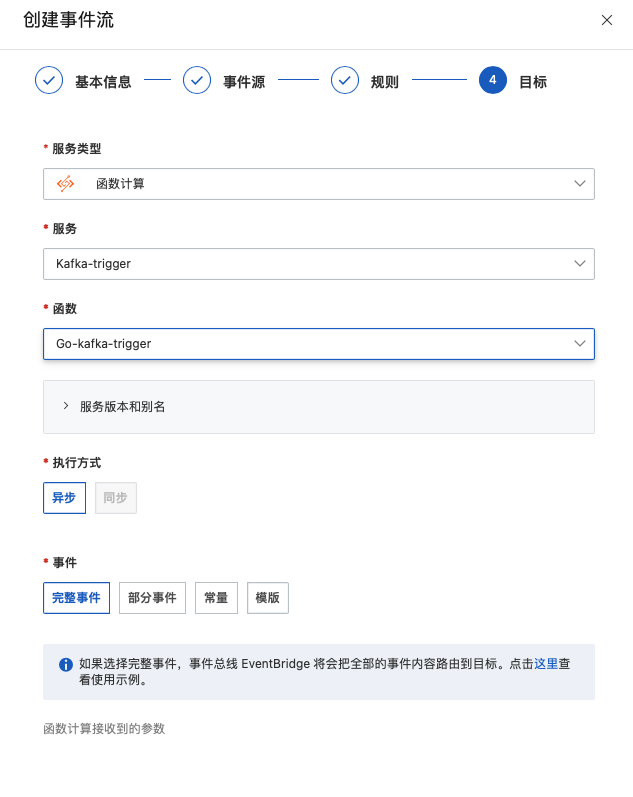 创建事件流
基本信息
事件源
规则
4
目标
* 服务类型
函数计算
* 服务
Kafka-trigger
* 函数
Go-kafka-trigger
服务版本和别名
* 执行方式
异步 同步
* 事件
完整事件 部分事件 常量 模版
如果选择完整事件，事件总线 EventBridge 将会把全部的事件内容路由到目标。点击这里查
看使用示例。
函数计算接收到的参数